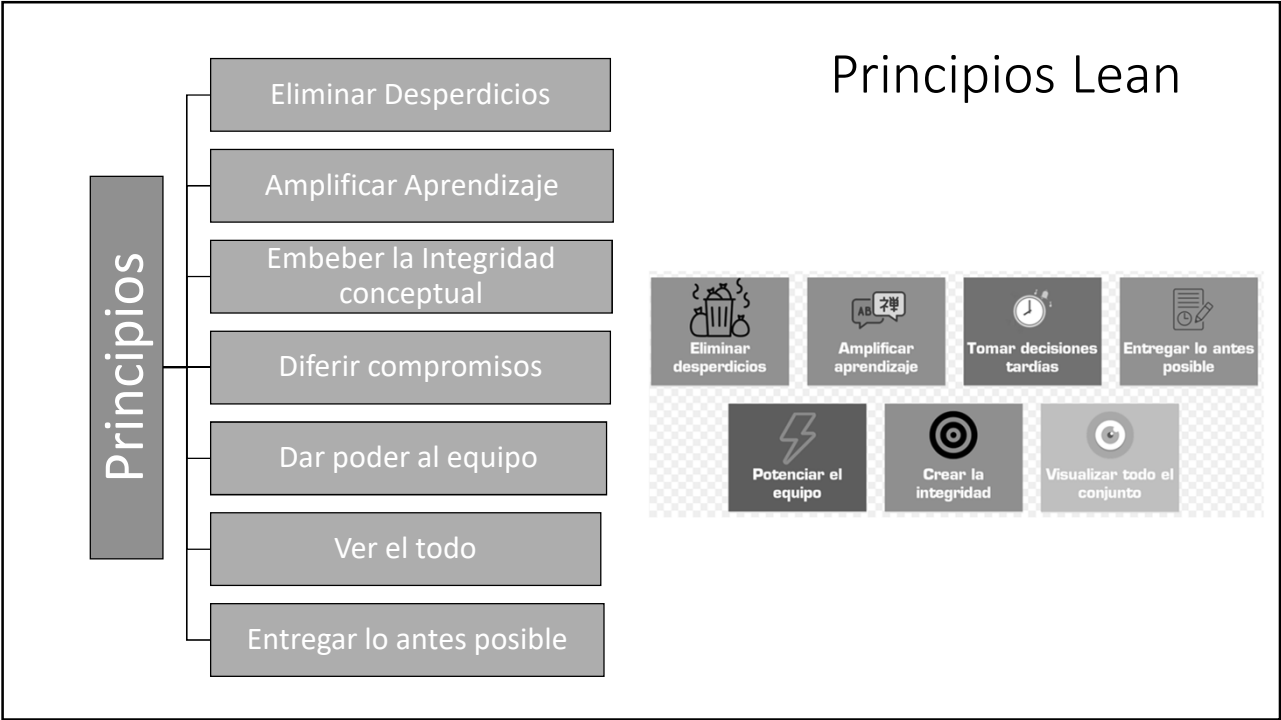 Principios Lean
Principios
Eliminar Desperdicios
Amplificar Aprendizaje
Embeber la Integridad
conceptual
Diferir compromisos
Dar poder al equipo
Ver el todo
Entregar lo antes posible
Eliminar
desperdicios
AB 禅
Amplificar
aprendizaje
Tomar decisiones
tardías
Entregar lo antes
posible
Potenciar el
equipo
Crear la
integridad
Visualizar todo el
conjunto